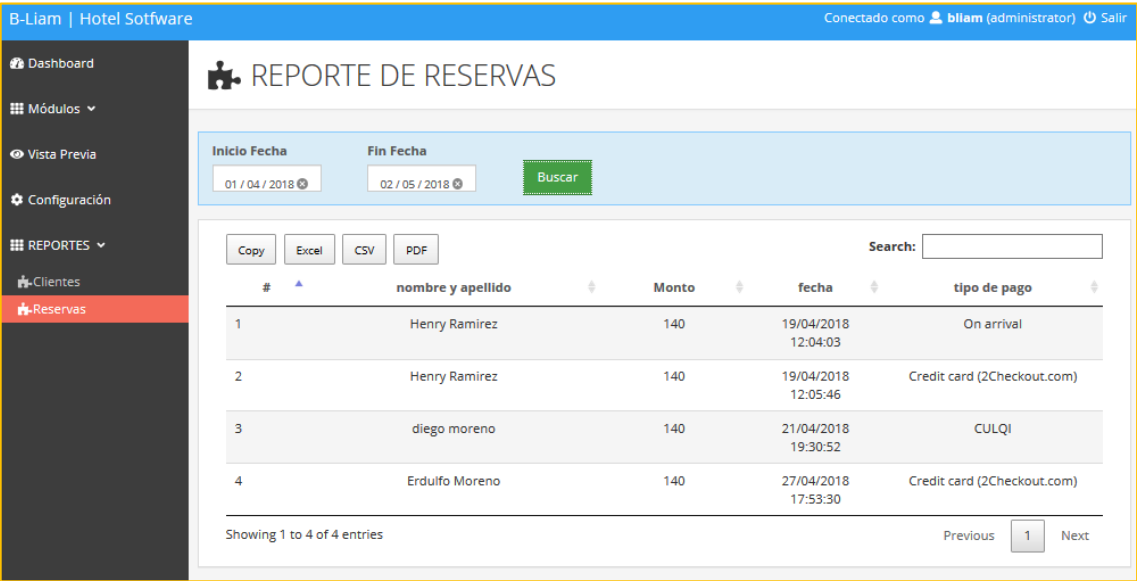 B-Liam | Hotel Sotfware
Conectado como bliam (administrator) Salir
Dashboard
Módulos
Vista Previa
Configuración
REPORTES
Clientes
Reservas
REPORTE DE RESERVAS
Inicio Fecha Fin Fecha
01 / 04 / 2018 02 / 05 / 2018 Buscar
Copy Excel CSV PDF Search:
# nombre y apellido Monto fecha tipo de pago
1 Henry Ramirez 140 19/04/2018 On arrival
12:04:03
2 Henry Ramirez 140 19/04/2018 Credit card (2Checkout.com)
12:05:46
3 diego moreno 140 21/04/2018 CULQI
19:30:52
4 Erdulfo Moreno 140 27/04/2018 Credit card (2Checkout.com)
17:53:30
Showing 1 to 4 of 4 entries Previous 1 Next